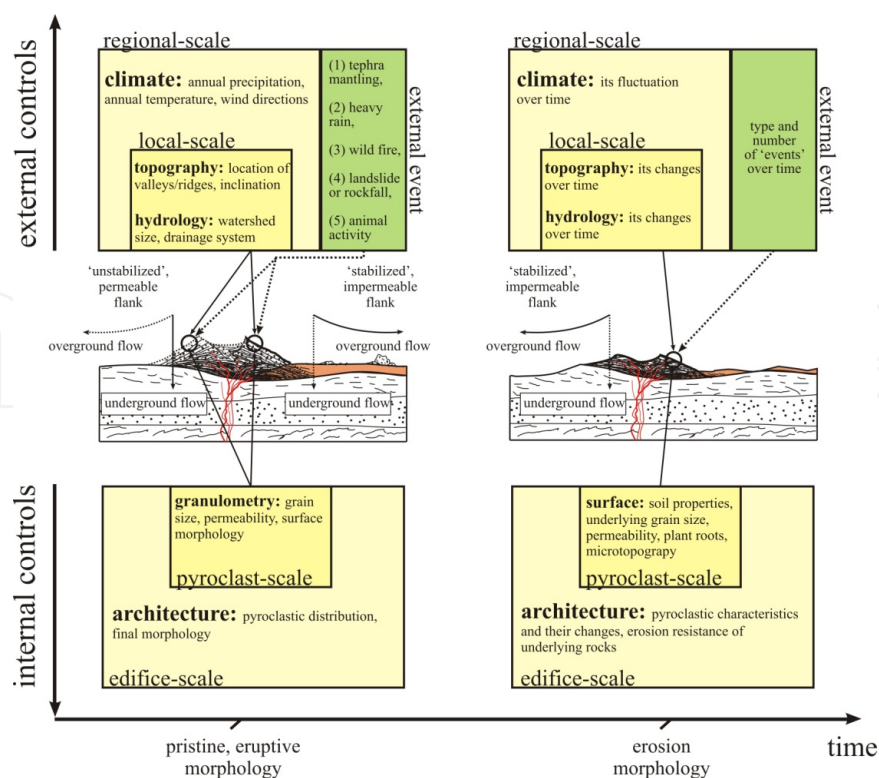 external controls
regional-scale
climate: annual precipitation,
annual temperature, wind directions
local-scale
topography: location of
valleys/ridges, inclination
hydrology: watershed
size, drainage system
(1) tephra
mantling,
(2) heavy
rain,
(3) wild fire,
(4) landslide
or rockfall,
(5) animal
activity
external event
regional-scale
climate: its fluctuation
over time
local-scale
topography: its changes
over time
hydrology: its changes
over time
type and
number
of ‘events’
over time
external event
‘unstabilized’,
permeable
flank
‘stabilized’,
impermeable
flank
overground flow
overground flow
underground flow
underground flow
‘stabilized’,
impermeable
flank
overground flow
underground flow
internal controls
granulometry: grain
size, permeability, surface
morphology
pyroclast-scale
architecture: pyroclastic distribution,
final morphology
edifice-scale
surface: soil properties,
underlying grain size,
permeability, plant roots,
microtopograpy
pyroclast-scale
architecture: pyroclastic characteristics
and their changes, erosion resistance of
underlying rocks
edifice-scale
pristine, eruptive
morphology
erosion
morphology
time